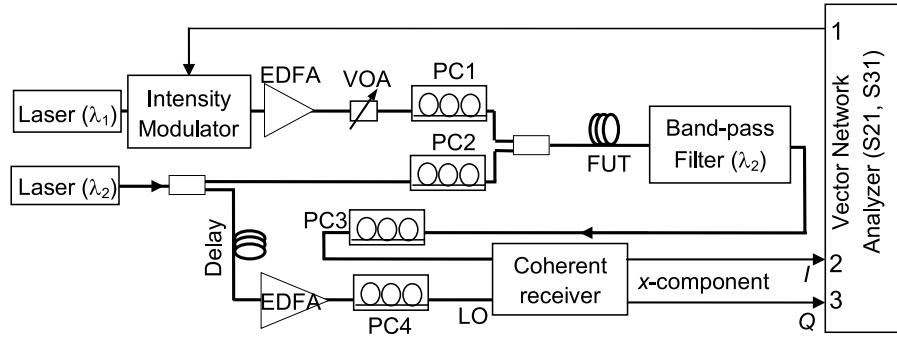 1
EDFA
VOA
PC1
Laser (λ1)
Intensity
Modulator
PC2
FUT
Band-pass
Filter (λ2)
Laser (λ2)
PC3
Delay
EDFA
PC4
LO
Coherent
receiver
x-component
I
Q
2
3
Vector Network
Analyzer (S21, S31)